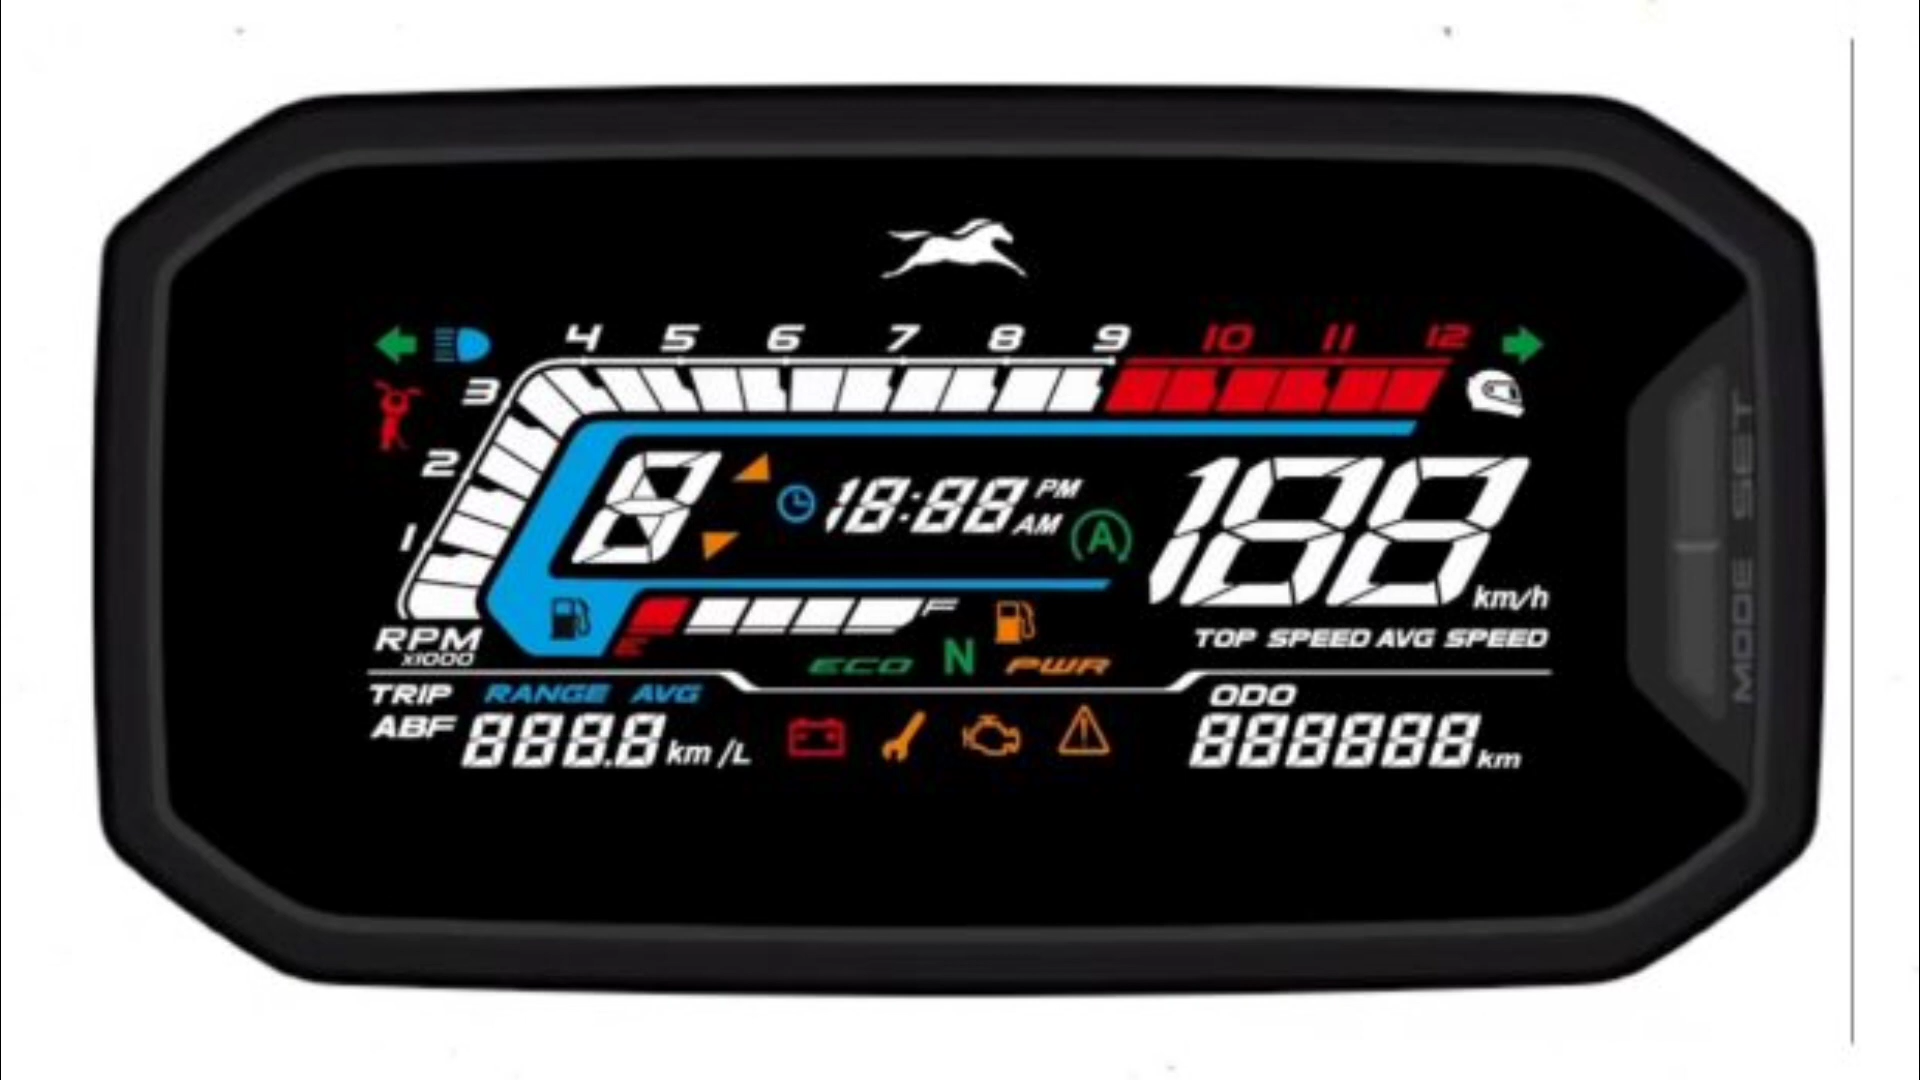 4 5 6 7 8 9 10 11 12
3
2
1
8
18:88 PM
AM
A
188
km/h
RPM
x1000
E
F
TOP SPEED AVG SPEED
ECO N PWR
TRIP RANGE AVG
ABF 888.8 km /L
ODO
888888 km
MODE SET